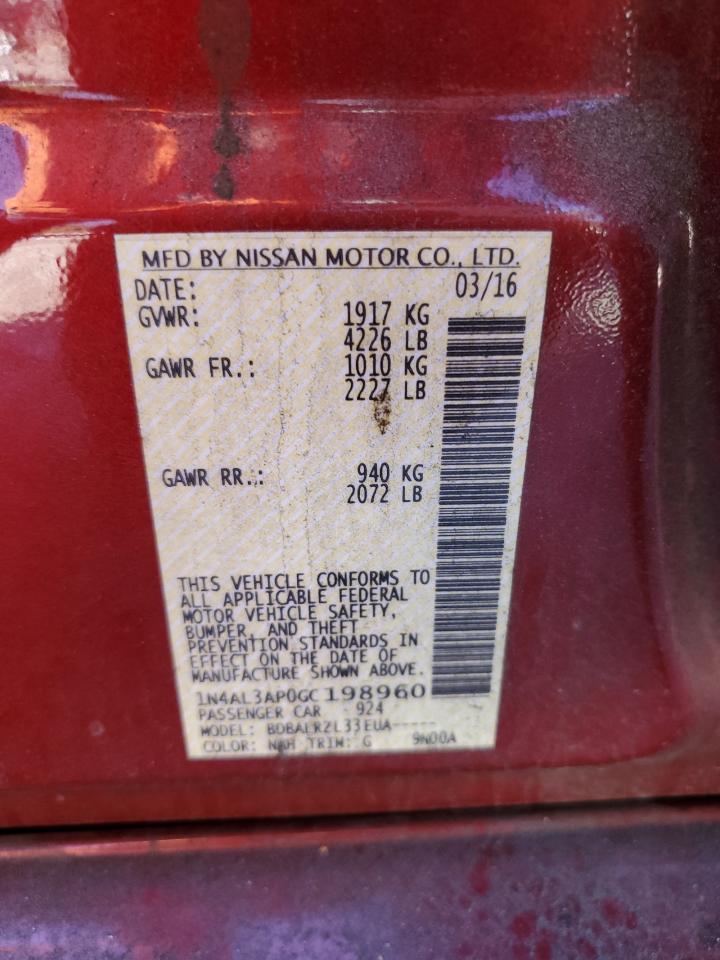 MFD BY NISSAN MOTOR CO., LTD.
DATE: 03/16
GVWR: 1917 KG
4226 LB
GAWR FR.: 1010 KG
2227 LB
GAWR RR.: 940 KG
2072 LB
THIS VEHICLE CONFORMS TO
ALL APPLICABLE FEDERAL
MOTOR VEHICLE SAFETY,
BUMPER, AND THEFT
PREVENTION STANDARDS IN
EFFECT ON THE DATE OF
MANUFACTURE SHOWN ABOVE.
1N4AL3AP0GC198960
PASSENGER CAR 924
MODEL: BDBALRZL33EUA-----
COLOR: NAH TRIM: G 9N00A